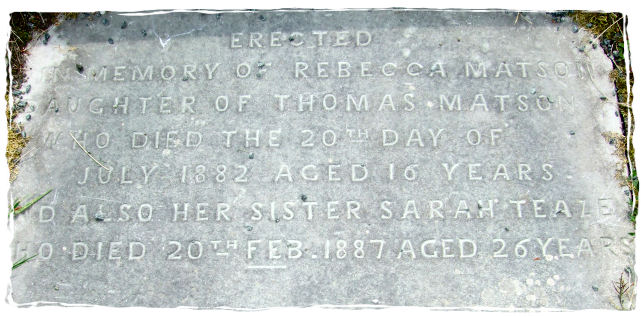 ERECTED
IN MEMORY OF REBECCA MATSON
DAUGHTER OF THOMAS MATSON
WHO DIED THE 20TH DAY OF
JULY 1882 AGED 16 YEARS.
AND ALSO HER SISTER SARAH TEAZE
WHO DIED 20TH FEB. 1887 AGED 26 YEARS